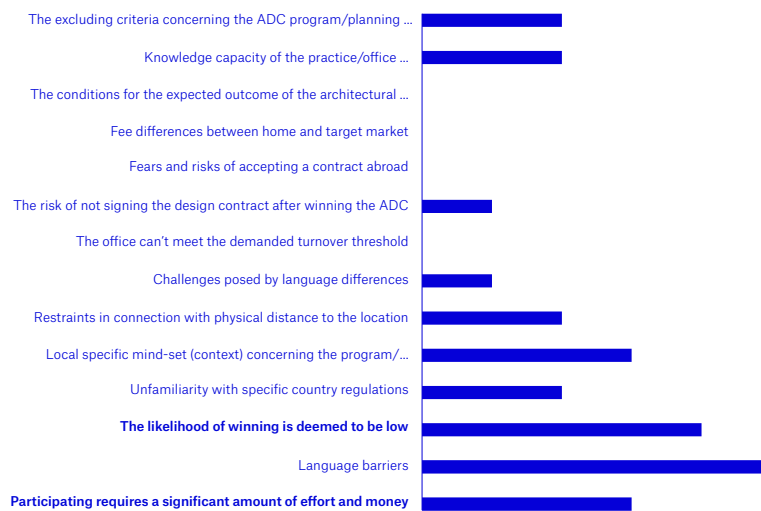 The excluding criteria concerning the ADC program/planning ...
Knowledge capacity of the practice/office ...
The conditions for the expected outcome of the architectural ...
Fee differences between home and target market
Fears and risks of accepting a contract abroad
The risk of not signing the design contract after winning the ADC
The office can't meet the demanded turnover threshold
Challenges posed by language differences
Restraints in connection with physical distance to the location
Local specific mind-set (context) concerning the program/...
Unfamiliarity with specific country regulations
The likelihood of winning is deemed to be low
Language barriers
Participating requires a significant amount of effort and money